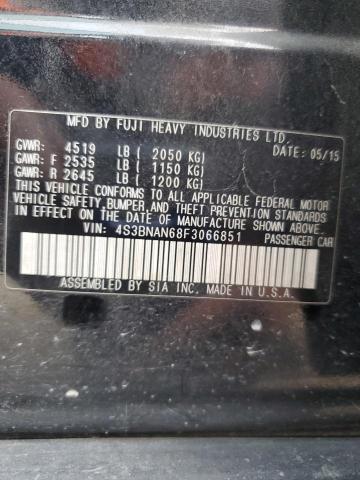 MFD BY FUJI HEAVY INDUSTRIES LTD.
GVWR: 4519 LB ( 2050 KG) DATE: 05/15
GAWR: F 2535 LB ( 1150 KG)
GAWR: R 2645 LB ( 1200 KG)
THIS VEHICLE CONFORMS TO ALL APPLICABLE FEDERAL MOTOR
VEHICLE SAFETY,BUMPER,AND THEFT PREVENTION STANDARDS
IN EFFECT ON THE DATE OF MANUFACTURE SHOWN ABOVE.
VIN: 4S3BNAN68F3066851 PASSENGER CAR
ASSEMBLED BY SIA INC. MADE IN U.S.A.